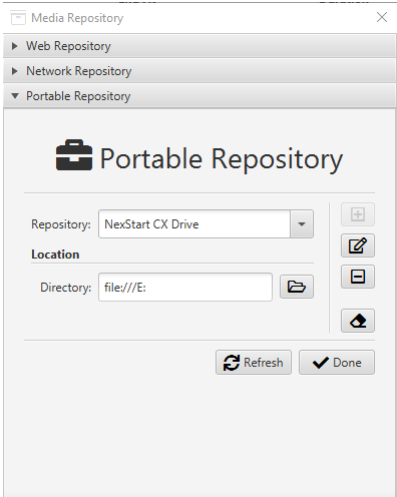 Media Repository
Web Repository
Network Repository
Portable Repository
Portable Repository
Repository: NexStart CX Drive
Location
Directory: file:///E:
Refresh Done